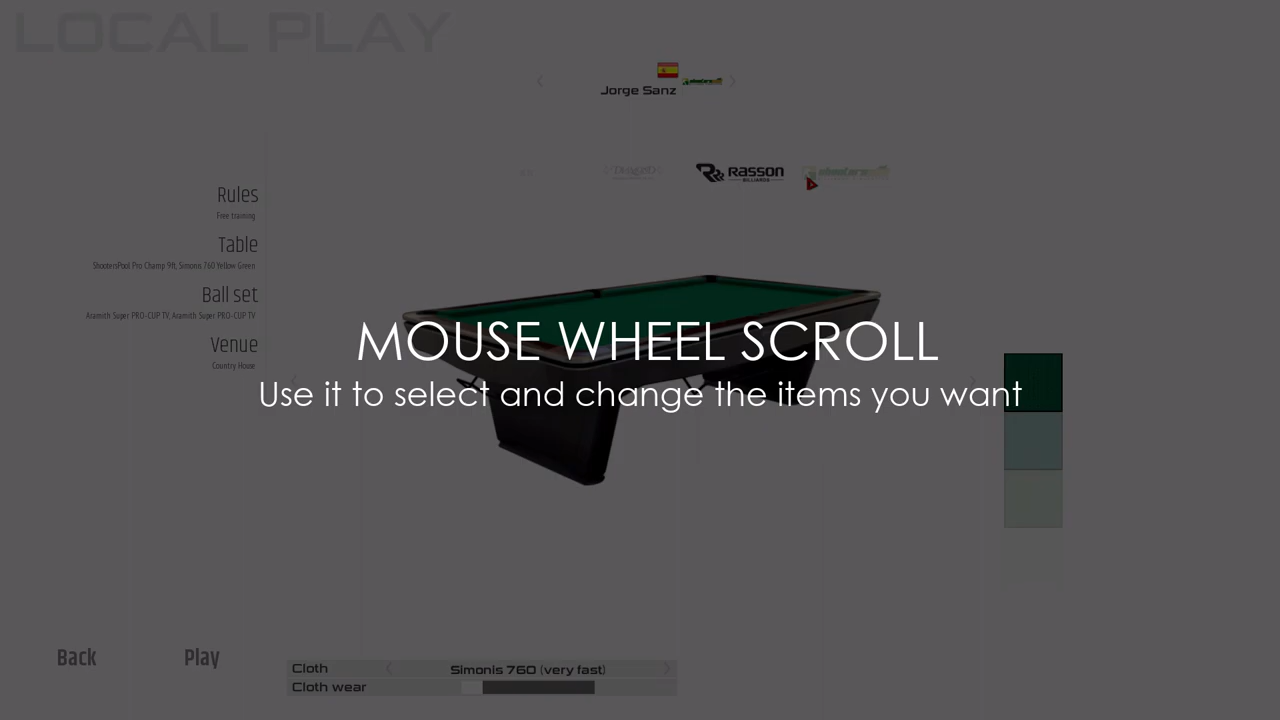 LOCAL PLAY
Jorge Sanz
RASSON
BILLIARDS
Rules
Free training
Table
ShootersPool Pro Champ 9ft, Simonis 760 Yellow Green
Ball set
Aramith Super PRO-CUP TV, Aramith Super PRO-CUP TV
Venue
Country House
MOUSE WHEEL SCROLL
Use it to select and change the items you want
Back
Play
Cloth
Simonis 760 (very fast)
Cloth wear